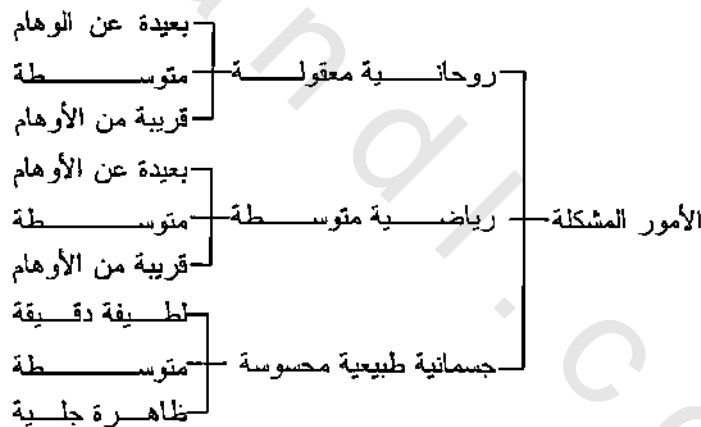 الأمور المشكلة
روحانية معقولة
بعيدة عن الوهام
متوسطة
قريبة من الأوهام
رياضية متوسطة
بعيدة عن الأوهام
متوسطة
قريبة من الأوهام
جسمانية طبيعية محسوسة
لطيفة دقيقة
متوسطة
ظاهرة جلية